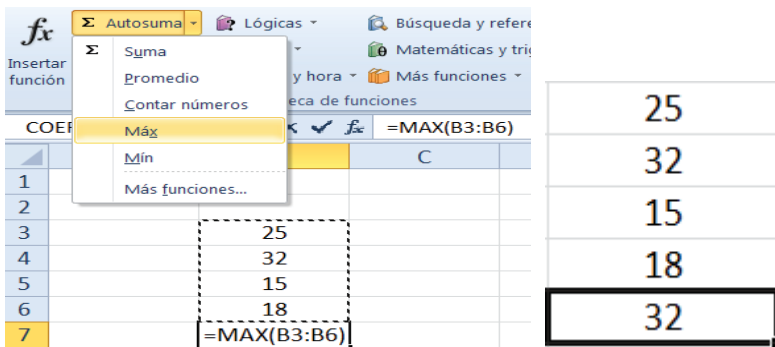 fx Σ Autosuma Lógicas Búsqueda y refere
Insertar función
Σ Suma
Matemáticas y tri
Promedio
y hora Más funciones
Contar números
eca de funciones
COEF
Máx
fx =MAX(B3:B6)
Mín
C
Más funciones...
1
2
3 25
4 32
5 15
6 18
7 =MAX(B3:B6)
25
32
15
18
32